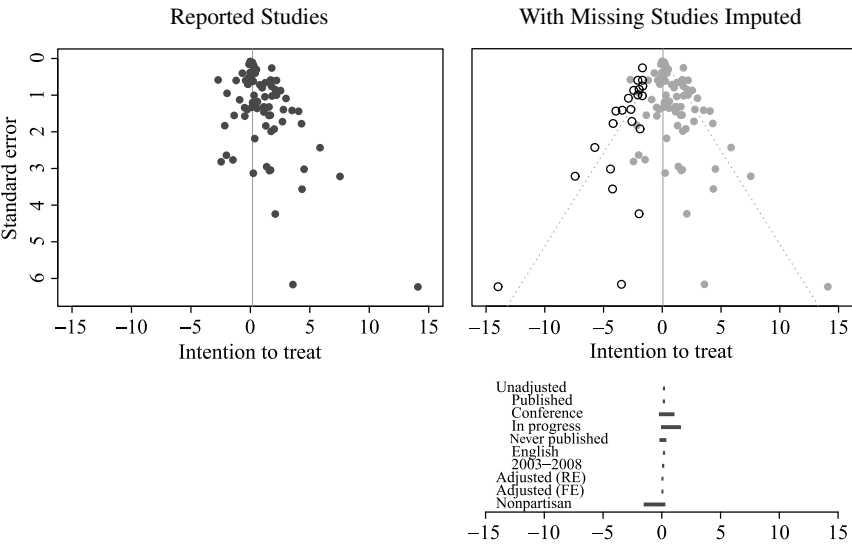 Reported Studies
With Missing Studies Imputed
Standard error
0
1
2
3
4
5
6
−15 −10 −5 0 5 10 15
Intention to treat
−15 −10 −5 0 5 10 15
Intention to treat
Unadjusted
Published
Conference
In progress
Never published
English
2003−2008
Adjusted (RE)
Adjusted (FE)
Nonpartisan
−15 −10 −5 0 5 10 15